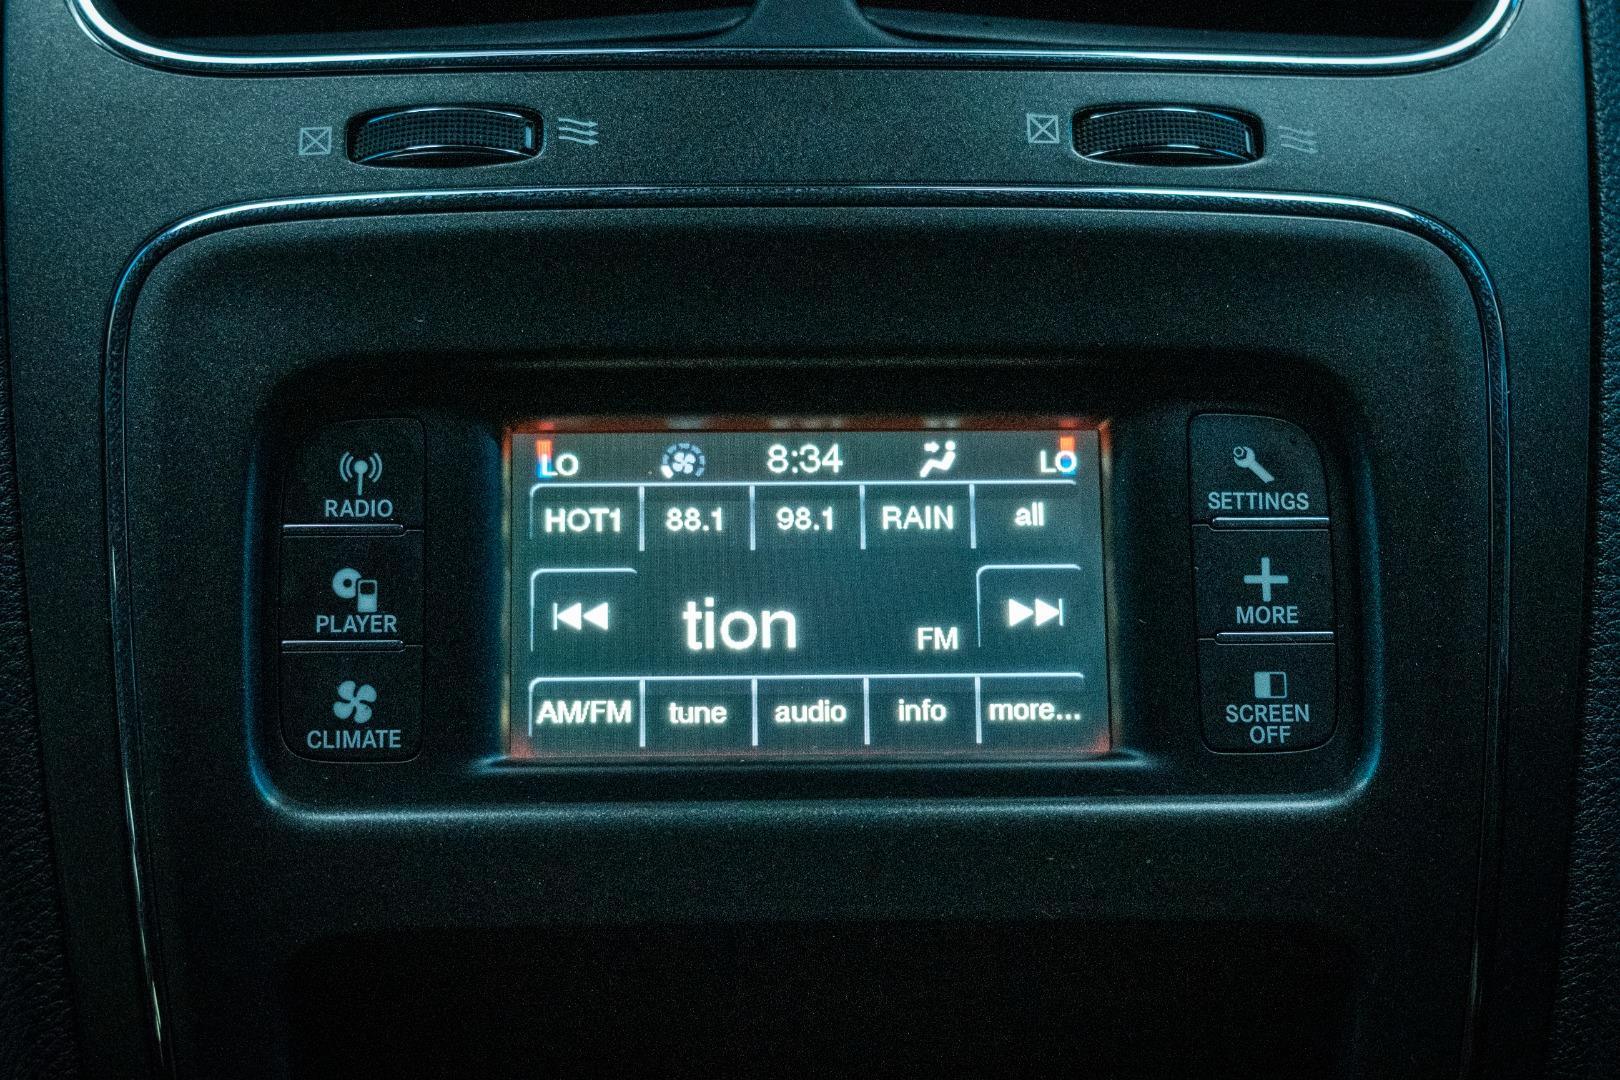 LO 8:34 LO
HOT1 88.1 98.1 RAIN all
tion FM
AM/FM tune audio info more...
RADIO
PLAYER
CLIMATE
SETTINGS
MORE
SCREEN
OFF